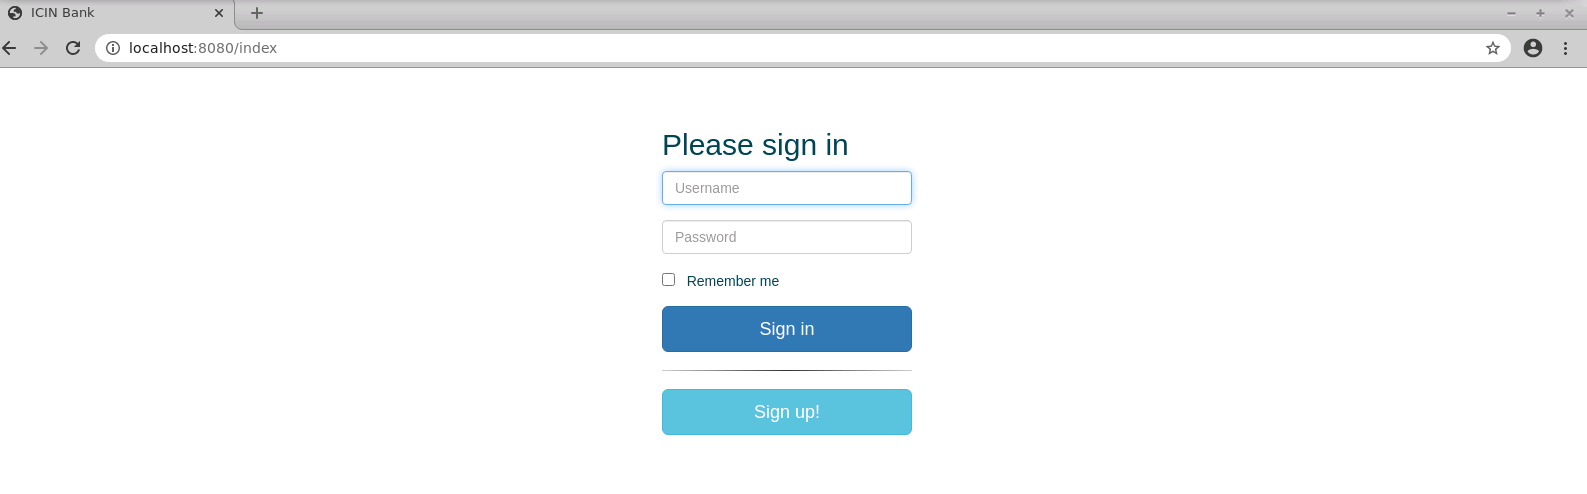 ICIN Bank
localhost:8080/index
Please sign in
Username
Password
Remember me
Sign in
Sign up!